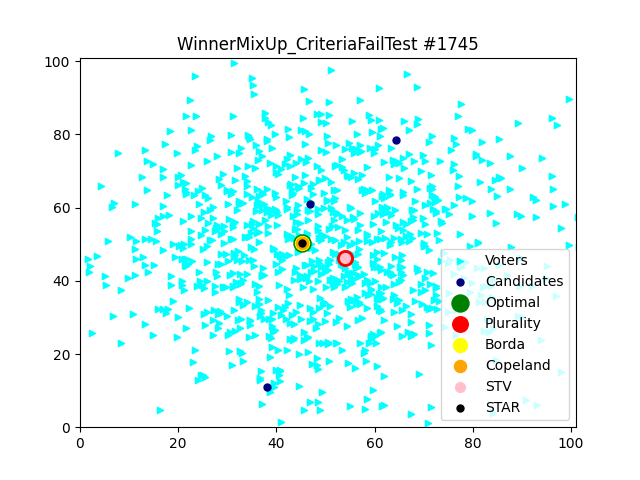 WinnerMixUp_CriteriaFailTest #1745
100
80
60
40
20
0
0 20 40 60 80 100
Voters
Candidates
Optimal
Plurality
Borda
Copeland
STV
STAR